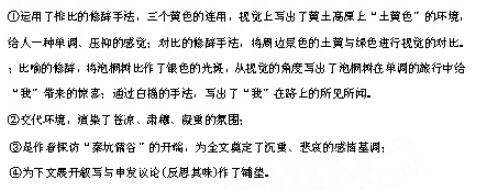 ①运用了排比的修辞手法，三个黄色的连用，视觉上写出了黄土高原上“土黄色”的环境，
给人一种单调、压抑的感觉；对比的修辞手法，将周边景色的土黄与绿色进行视觉的对比。
；比喻的修辞，将泡桐树比作了银色的光斑，从视觉的角度写出了泡桐树在单调的旅行中给
“我”带来的惊喜；通过白描的手法，写出了“我”在路上的所见所闻。
②交代环境，渲染了苍凉、肃穆、凝重的氛围；
③是作者探访“秦坑儒谷”的开端，为全文奠定了沉重、悲哀的感情基调；
④为下文展开叙写与申发议论(反思其味)作了铺垫。